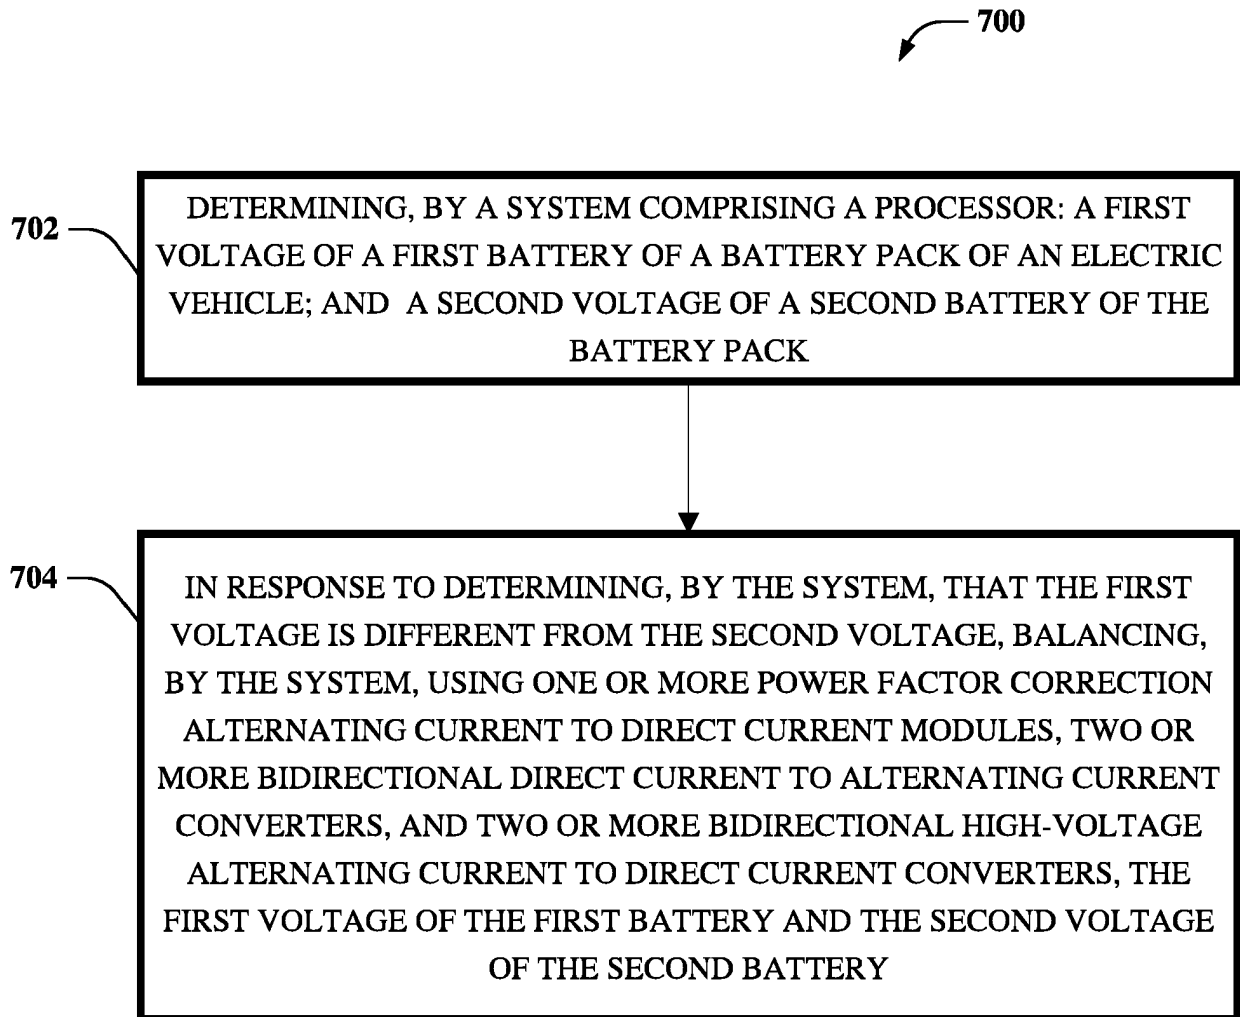 700
702
DETERMINING, BY A SYSTEM COMPRISING A PROCESSOR: A FIRST
VOLTAGE OF A FIRST BATTERY OF A BATTERY PACK OF AN ELECTRIC
VEHICLE; AND A SECOND VOLTAGE OF A SECOND BATTERY OF THE
BATTERY PACK
704
IN RESPONSE TO DETERMINING, BY THE SYSTEM, THAT THE FIRST
VOLTAGE IS DIFFERENT FROM THE SECOND VOLTAGE, BALANCING,
BY THE SYSTEM, USING ONE OR MORE POWER FACTOR CORRECTION
ALTERNATING CURRENT TO DIRECT CURRENT MODULES, TWO OR
MORE BIDIRECTIONAL DIRECT CURRENT TO ALTERNATING CURRENT
CONVERTERS, AND TWO OR MORE BIDIRECTIONAL HIGH-VOLTAGE
ALTERNATING CURRENT TO DIRECT CURRENT CONVERTERS, THE
FIRST VOLTAGE OF THE FIRST BATTERY AND THE SECOND VOLTAGE
OF THE SECOND BATTERY